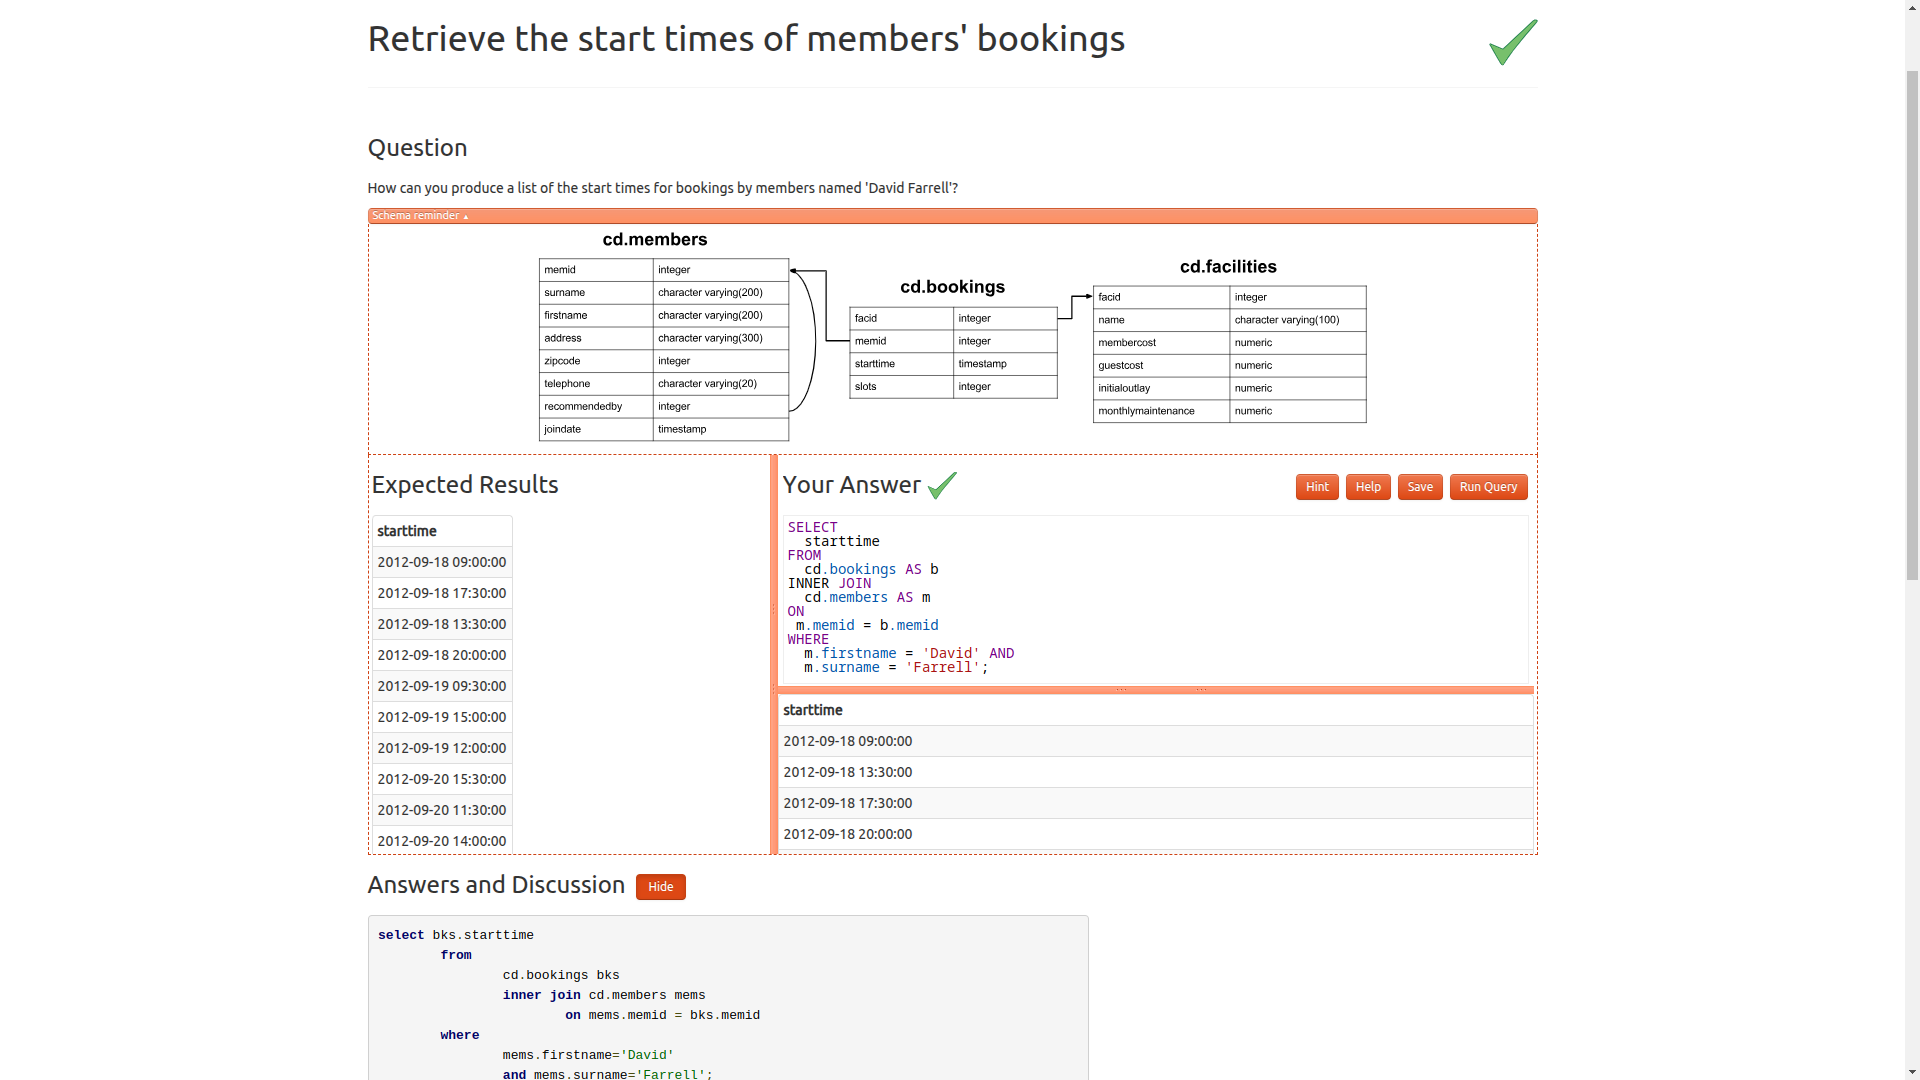 Retrieve the start times of members' bookings
Question
How can you produce a list of the start times for bookings by members named 'David Farrell'?
Schema reminder ▴
cd.members
memid integer
surname character varying(200)
firstname character varying(200)
address character varying(300)
zipcode integer
telephone character varying(20)
recommendedby integer
joindate timestamp
cd.bookings
facid integer
memid integer
starttime timestamp
slots integer
cd.facilities
facid integer
name character varying(100)
membercost numeric
guestcost numeric
initialoutlay numeric
monthlymaintenance numeric
Expected Results
starttime
2012-09-18 09:00:00
2012-09-18 17:30:00
2012-09-18 13:30:00
2012-09-18 20:00:00
2012-09-19 09:30:00
2012-09-19 15:00:00
2012-09-19 12:00:00
2012-09-20 15:30:00
2012-09-20 11:30:00
2012-09-20 14:00:00
Your Answer
Hint Help Save Run Query
SELECT
starttime
FROM
cd.bookings AS b
INNER JOIN
cd.members AS m
ON
m.memid = b.memid
WHERE
m.firstname = 'David' AND
m.surname = 'Farrell';
starttime
2012-09-18 09:00:00
2012-09-18 13:30:00
2012-09-18 17:30:00
2012-09-18 20:00:00
Answers and Discussion Hide
select bks.starttime
from
cd.bookings bks
inner join cd.members mems
on mems.memid = bks.memid
where
mems.firstname='David'
and mems.surname='Farrell';